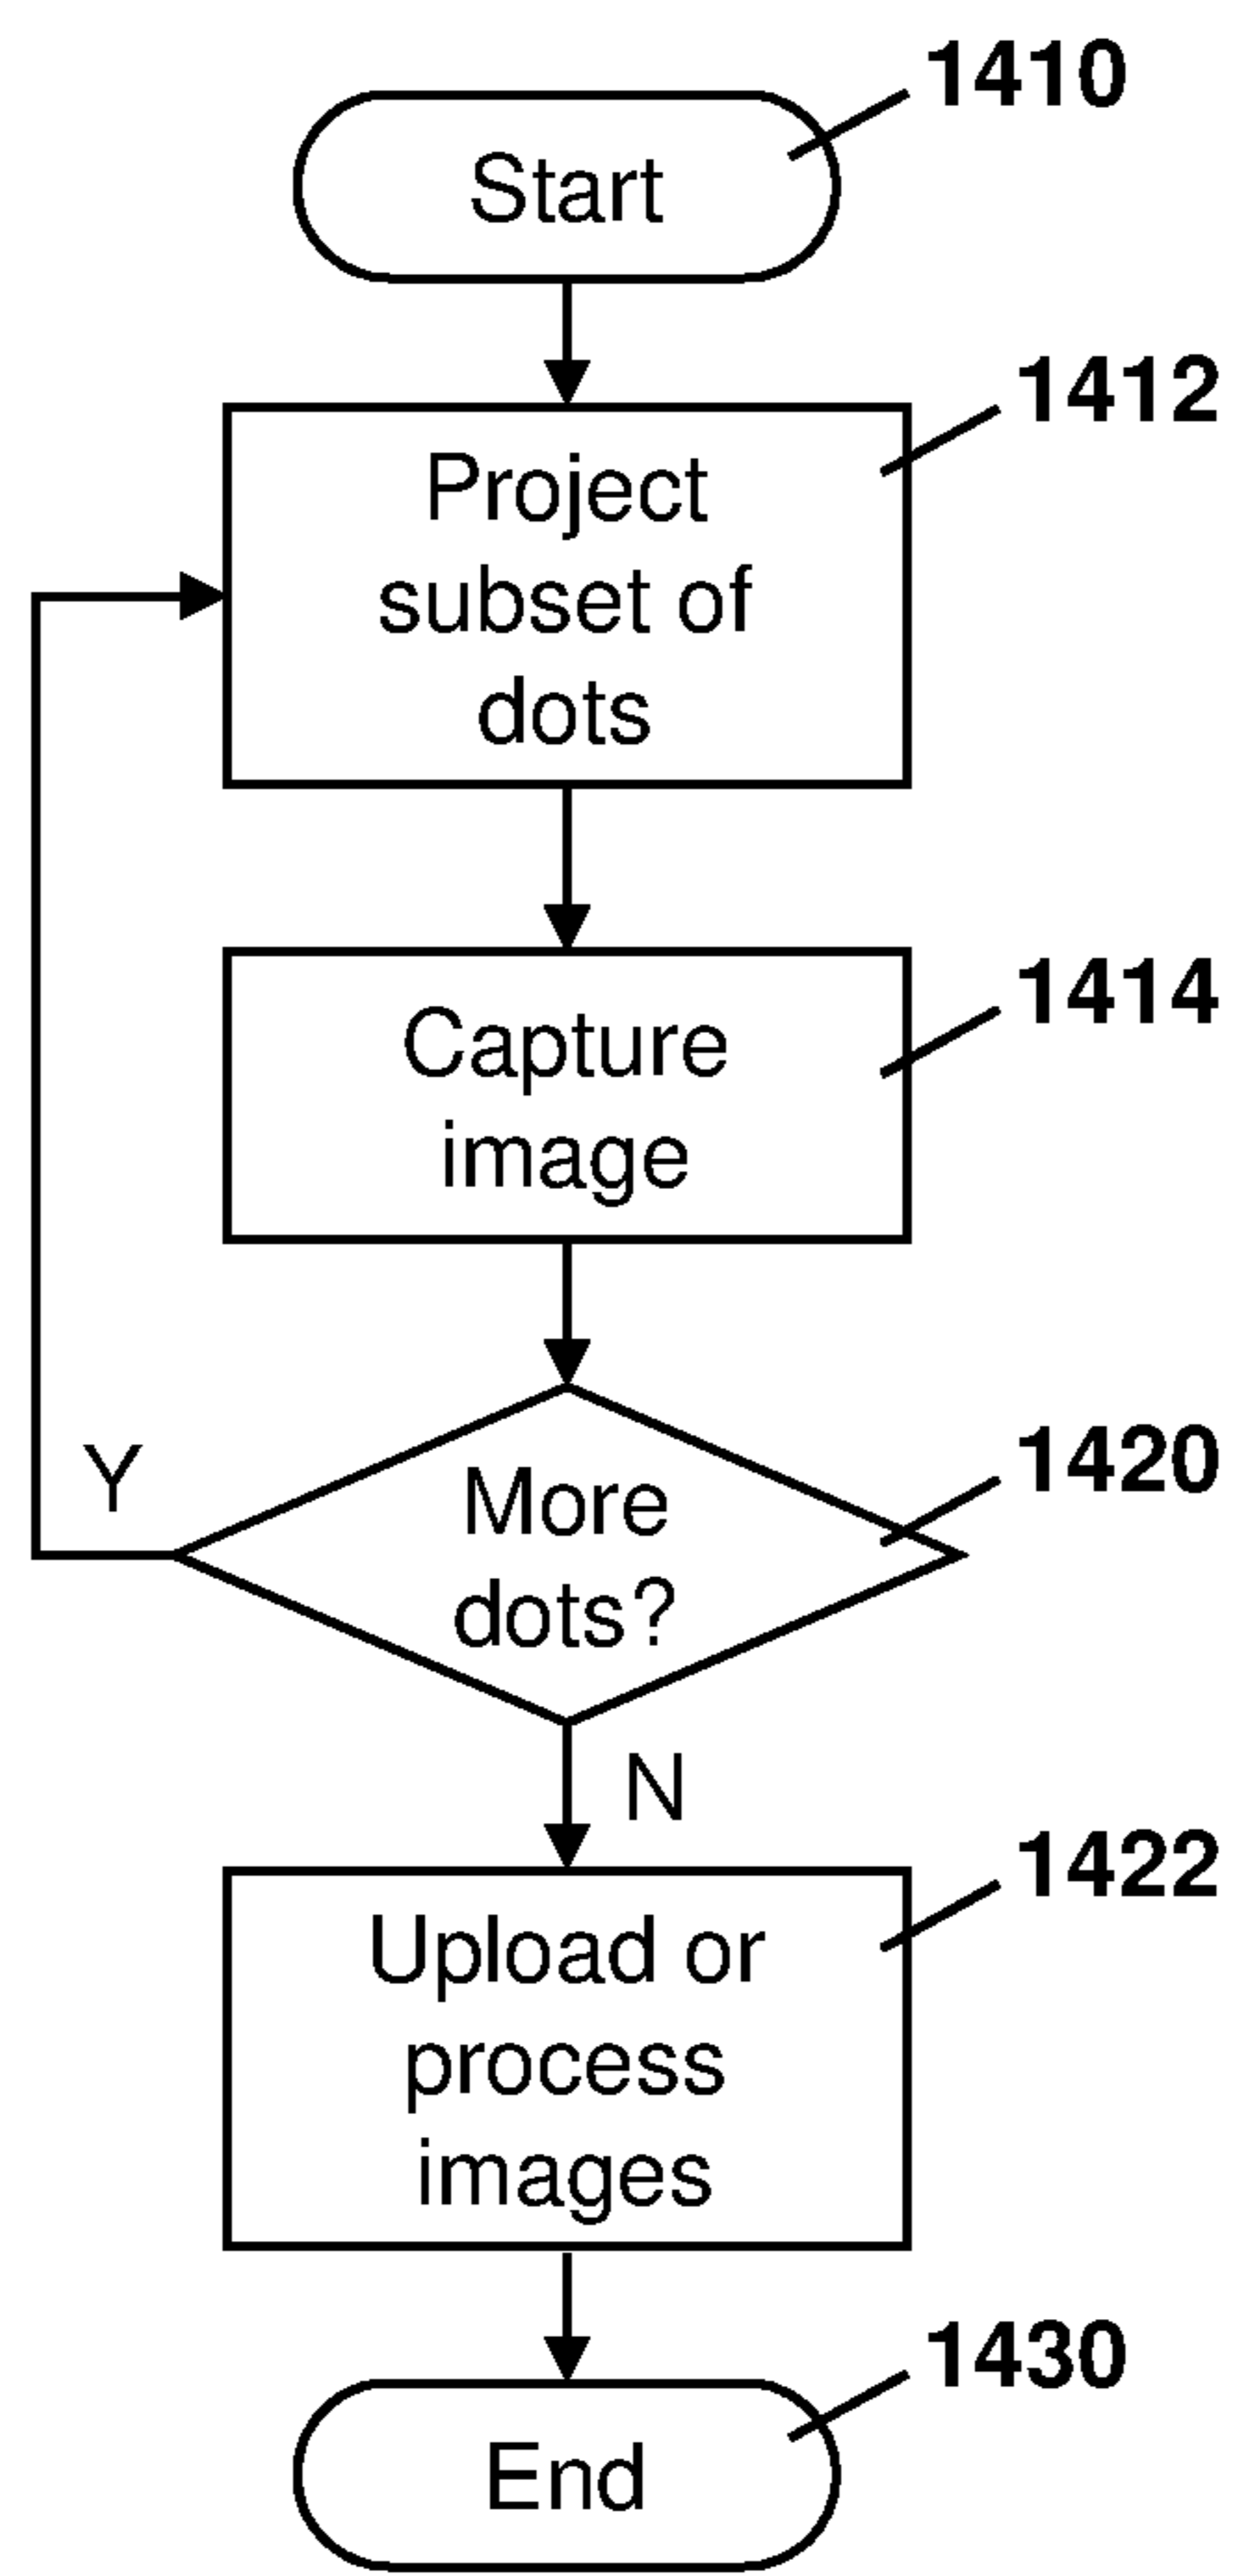 1410
Start
1412
Project
subset of
dots
1414
Capture
image
1420
Y
More
dots?
N
1422
Upload or
process
images
1430
End